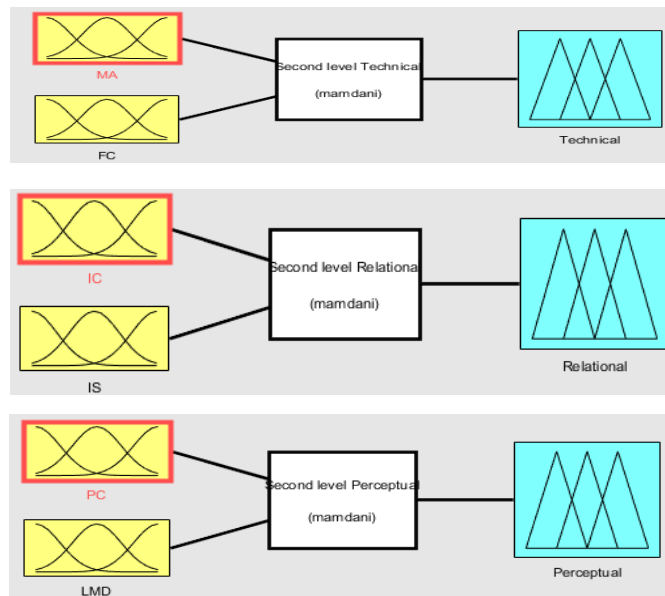 MA
Second level Technical
(mamdani)
FC
Technical
IC
Second level Relationa
(mamdani)
IS
Relational
PC
Second level Perceptual
(mamdani)
LMD
Perceptual